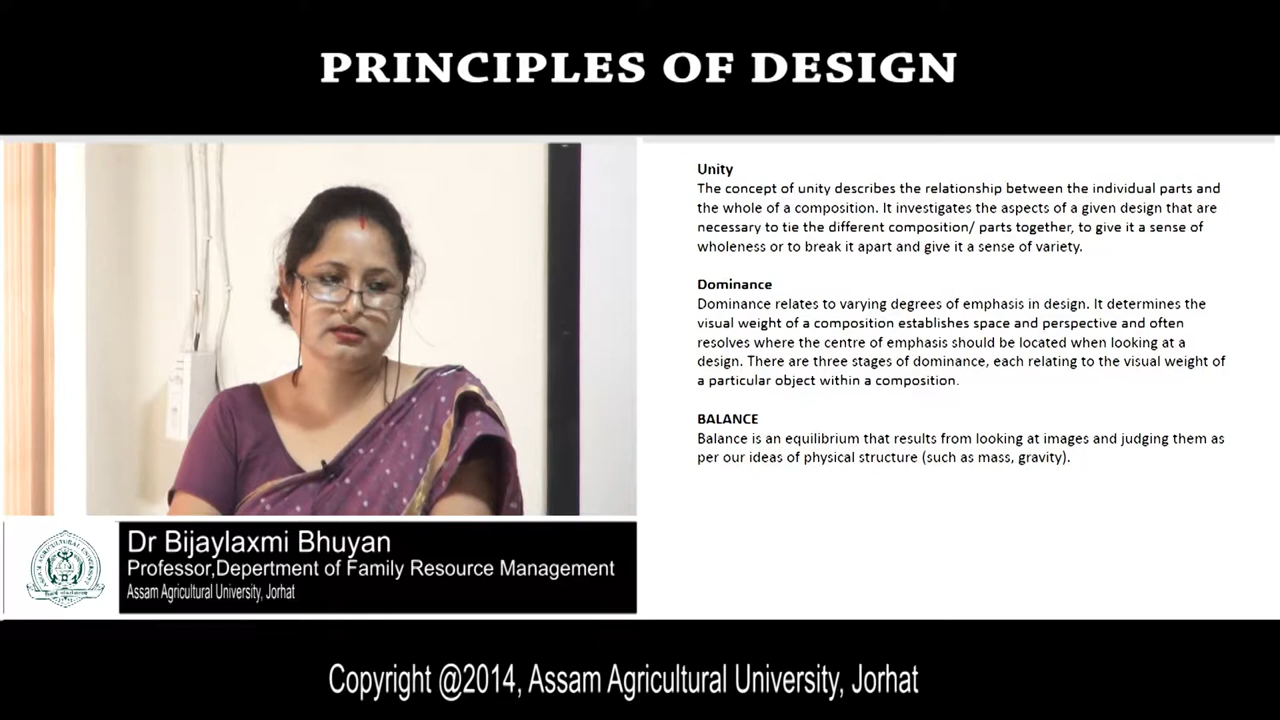 PRINCIPLES OF DESIGN
Unity
The concept of unity describes the relationship between the individual parts and
the whole of a composition. It investigates the aspects of a given design that are
necessary to tie the different composition/ parts together, to give it a sense of
wholeness or to break it apart and give it a sense of variety.
Dominance
Dominance relates to varying degrees of emphasis in design. It determines the
visual weight of a composition establishes space and perspective and often
resolves where the centre of emphasis should be located when looking at a
design. There are three stages of dominance, each relating to the visual weight of
a particular object within a composition.
BALANCE
Balance is an equilibrium that results from looking at images and judging them as
per our ideas of physical structure (such as mass, gravity).
Dr Bijaylaxmi Bhuyan
Professor,Depertment of Family Resource Management
Assam Agricultural University, Jorhat
Copyright @2014, Assam Agricultural University, Jorhat